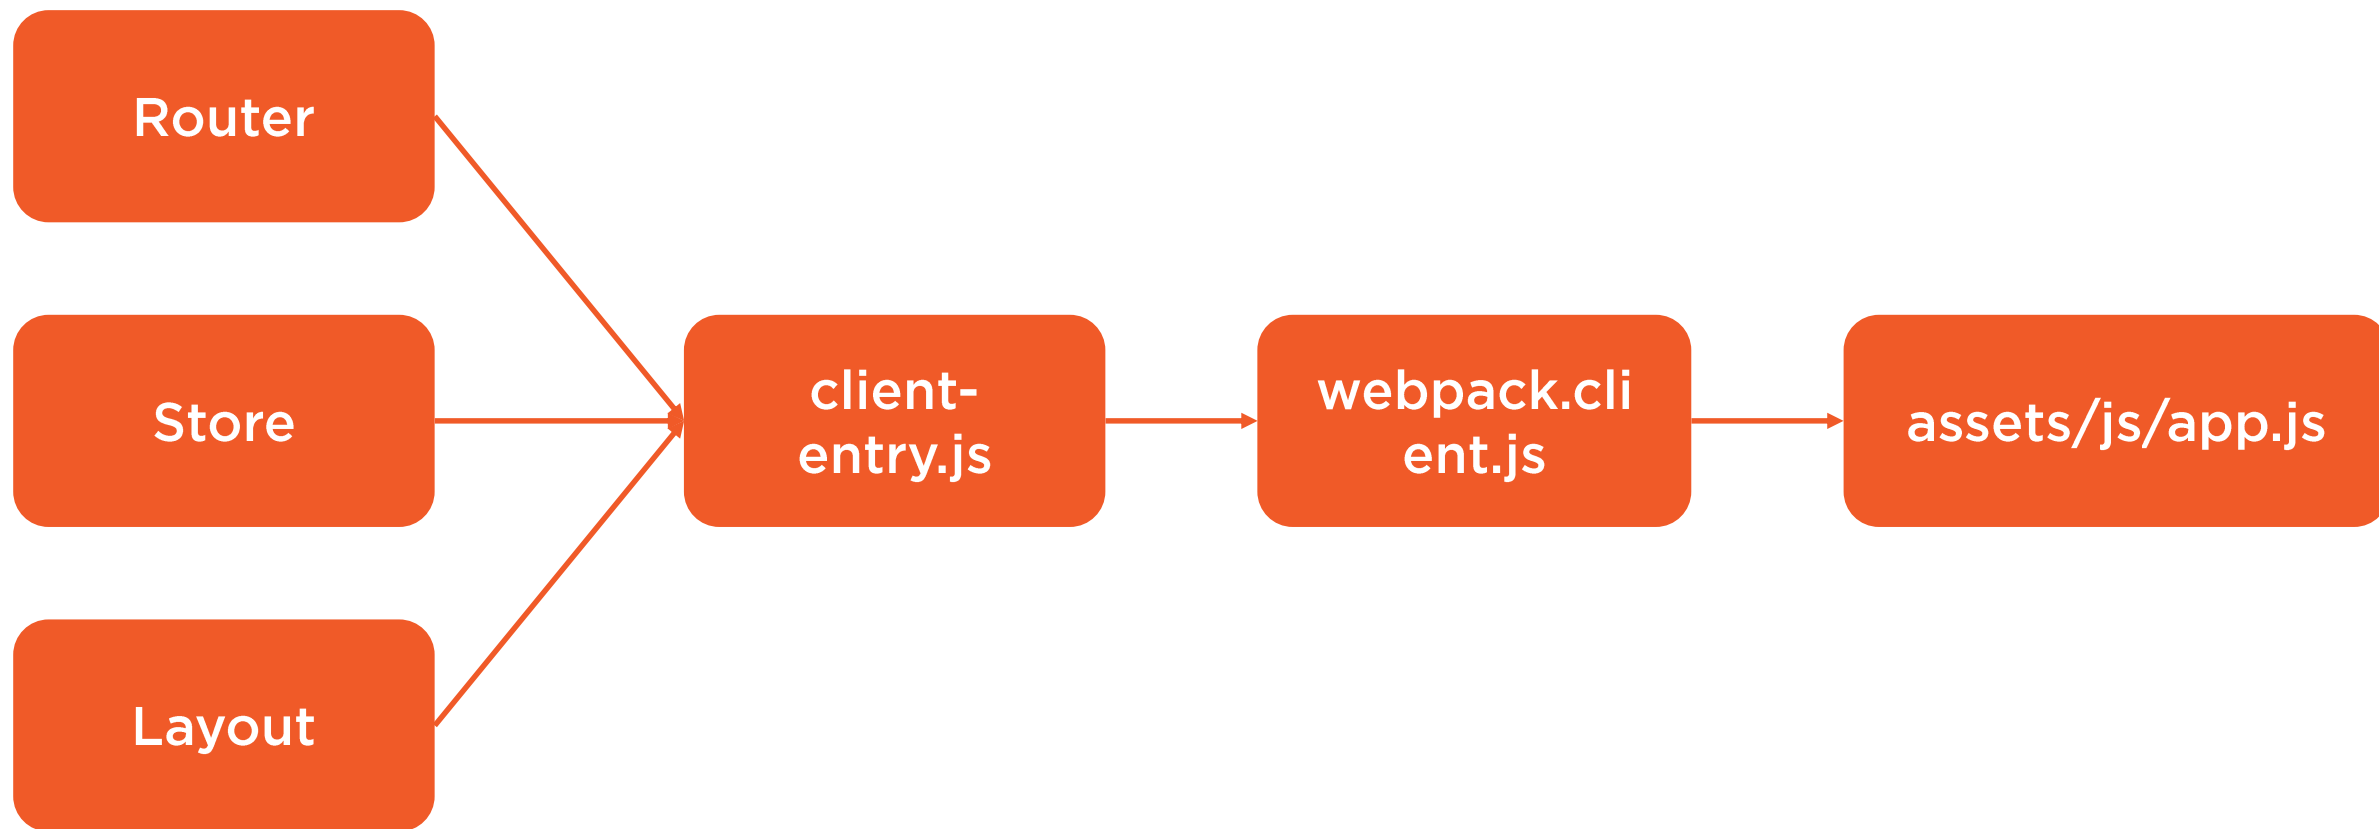 Router
Store
Layout
client-
entry.js
webpack.cli
ent.js
assets/js/app.js